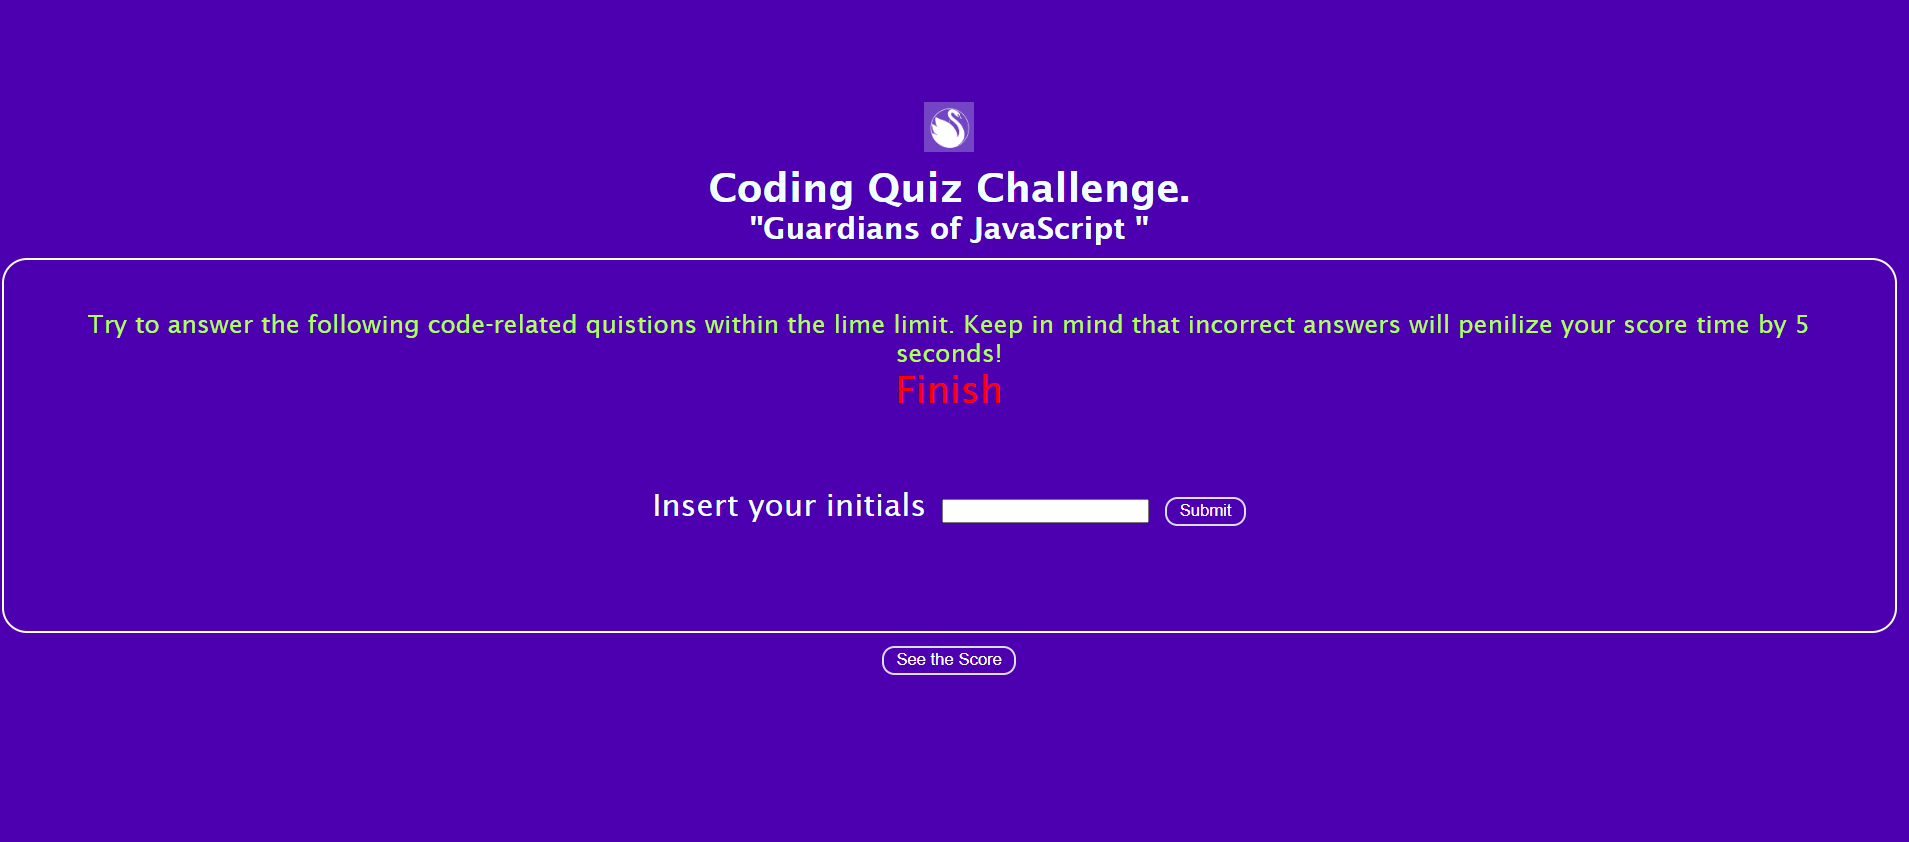 Coding Quiz Challenge.
"Guardians of JavaScript "
Try to answer the following code-related quistions within the lime limit. Keep in mind that incorrect answers will penilize your score time by 5
seconds!
Finish
Insert your initials Submit
See the Score